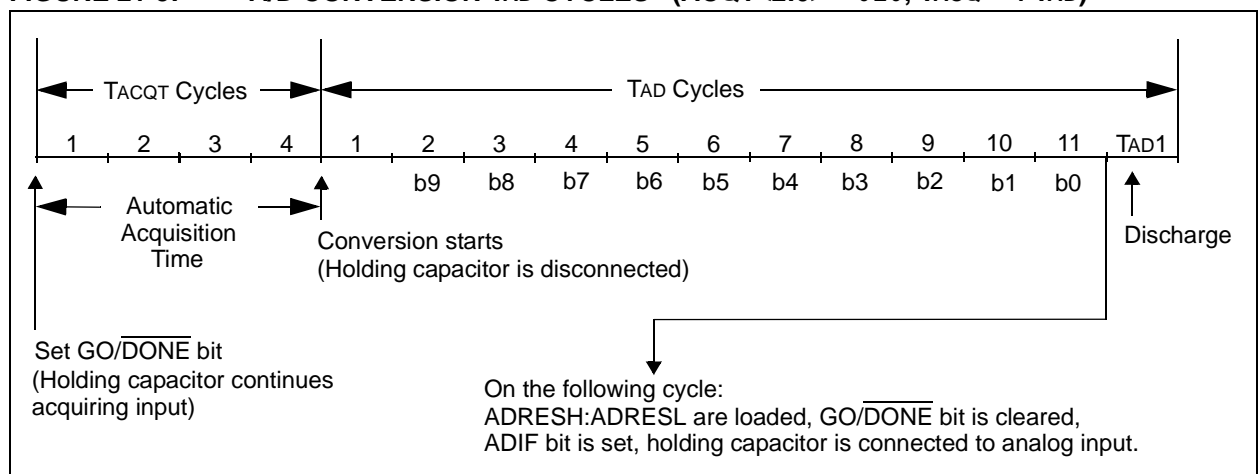 TACQT Cycles
TAD Cycles
1 2 3 4 1 2 3 4 5 6 7 8 9 10 11 TAD1
b9 b8 b7 b6 b5 b4 b3 b2 b1 b0
Automatic
Acquisition
Time
Conversion starts
(Holding capacitor is disconnected)
Discharge
Set GO/DONE bit
(Holding capacitor continues
acquiring input)
On the following cycle:
ADRESH:ADRESL are loaded, GO/DONE bit is cleared,
ADIF bit is set, holding capacitor is connected to analog input.